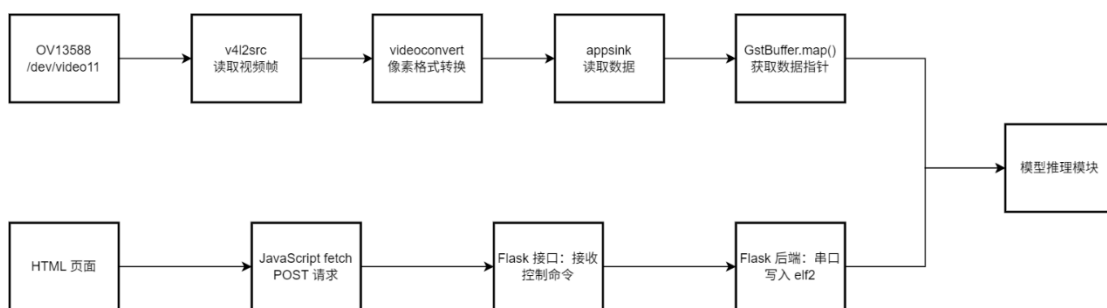 OV13588
/dev/video11
v4l2src
读取视频帧
videoconvert
像素格式转换
appsink
读取数据
GstBuffer.map()
获取数据指针
模型推理模块
HTML 页面
JavaScript fetch
POST 请求
Flask 接口：接收
控制命令
Flask 后端：串口
写入 elf2